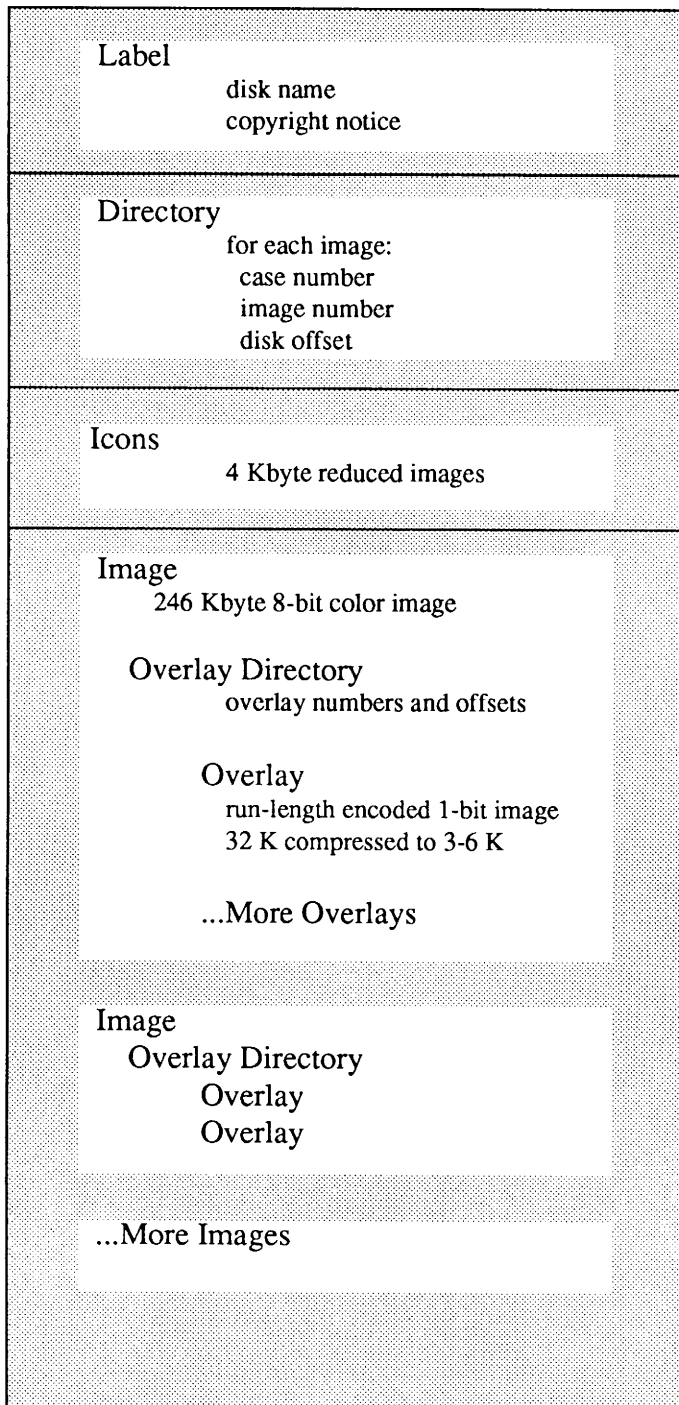 Label
disk name
copyright notice
Directory
for each image:
case number
image number
disk offset
Icons
4 Kbyte reduced images
Image
246 Kbyte 8-bit color image
Overlay Directory
overlay numbers and offsets
Overlay
run-length encoded 1-bit image
32 K compressed to 3-6 K
...More Overlays
Image
Overlay Directory
Overlay
Overlay
...More Images